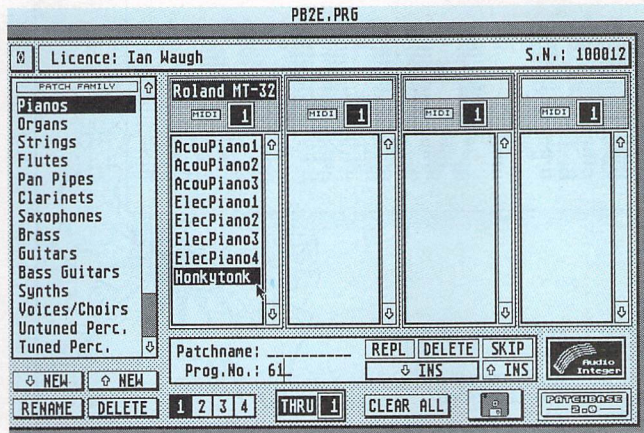 PB2E.PRG
Licence: Ian Waugh
S.N.: 100012
PATCH FAMILY
Pianos
Organs
Strings
Flutes
Pan Pipes
Clarinets
Saxophones
Brass
Guitars
Bass Guitars
Synths
Voices/Choirs
Untuned Perc.
Tuned Perc.
NEW
NEW
RENAME
DELETE
Roland MT-32
MIDI 1
AcouPiano1
AcouPiano2
AcouPiano3
ElecPiano1
ElecPiano2
ElecPiano3
ElecPiano4
Honkytonk
MIDI 1
MIDI 1
MIDI 1
Patchname: __________
Prog.No.: 61_
REPL DELETE SKIP
INS
INS
1 2 3 4
THRU 1
CLEAR ALL
Audio
Integer
PATCHBASE
2.0